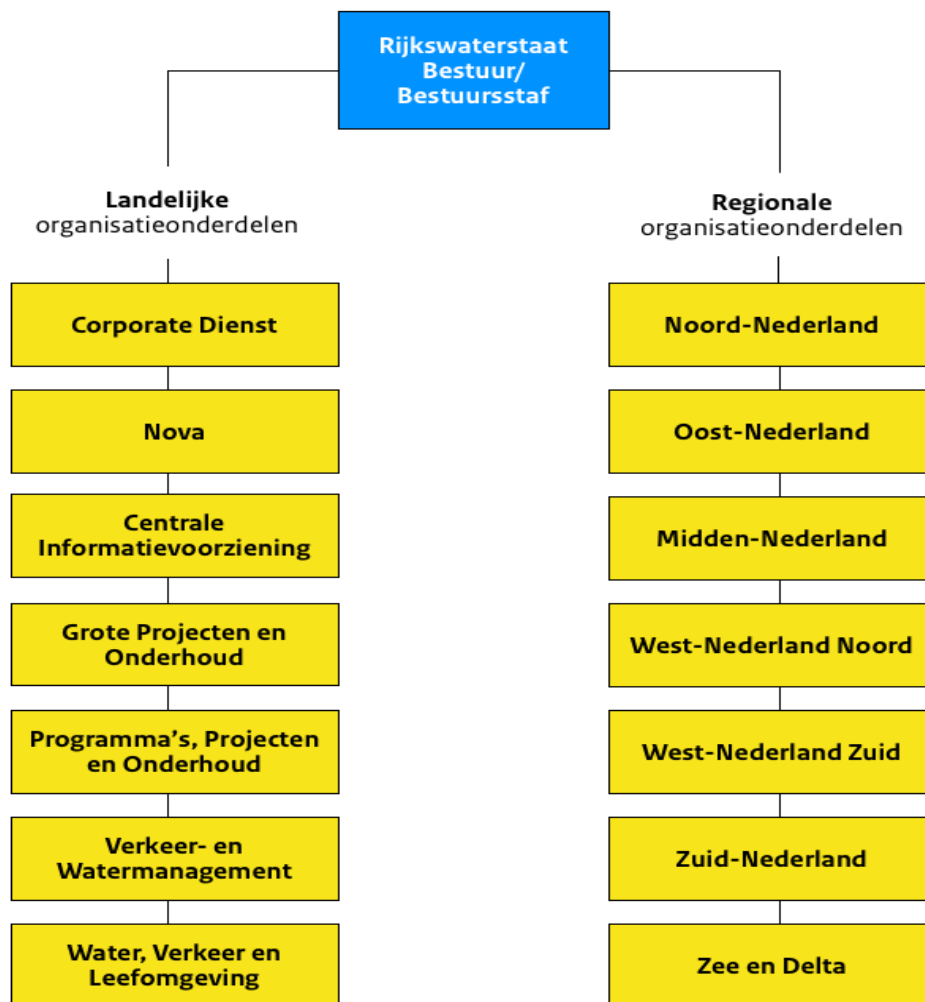 Rijkswaterstaat
Bestuur/
Bestuursstaf
Landelijke
organisatieonderdelen
Corporate Dienst
Nova
Centrale
Informatievoorziening
Grote Projecten en
Onderhoud
Programma's, Projecten
en Onderhoud
Verkeer- en
Watermanagement
Water, Verkeer en
Leefomgeving
Regionale
organisatieonderdelen
Noord-Nederland
Oost-Nederland
Midden-Nederland
West-Nederland Noord
West-Nederland Zuid
Zuid-Nederland
Zee en Delta